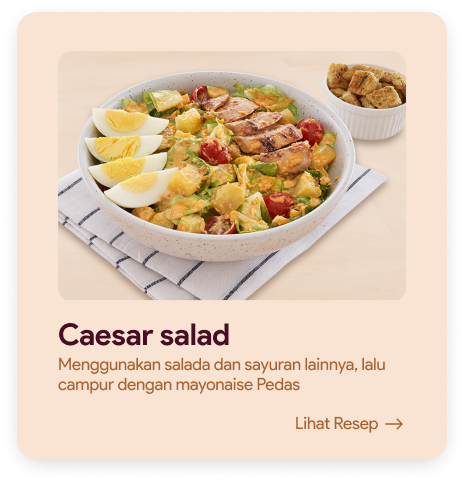 Caesar salad
Menggunakan salada dan sayuran lainnya, lalu
campur dengan mayonaise Pedas
Lihat Resep →